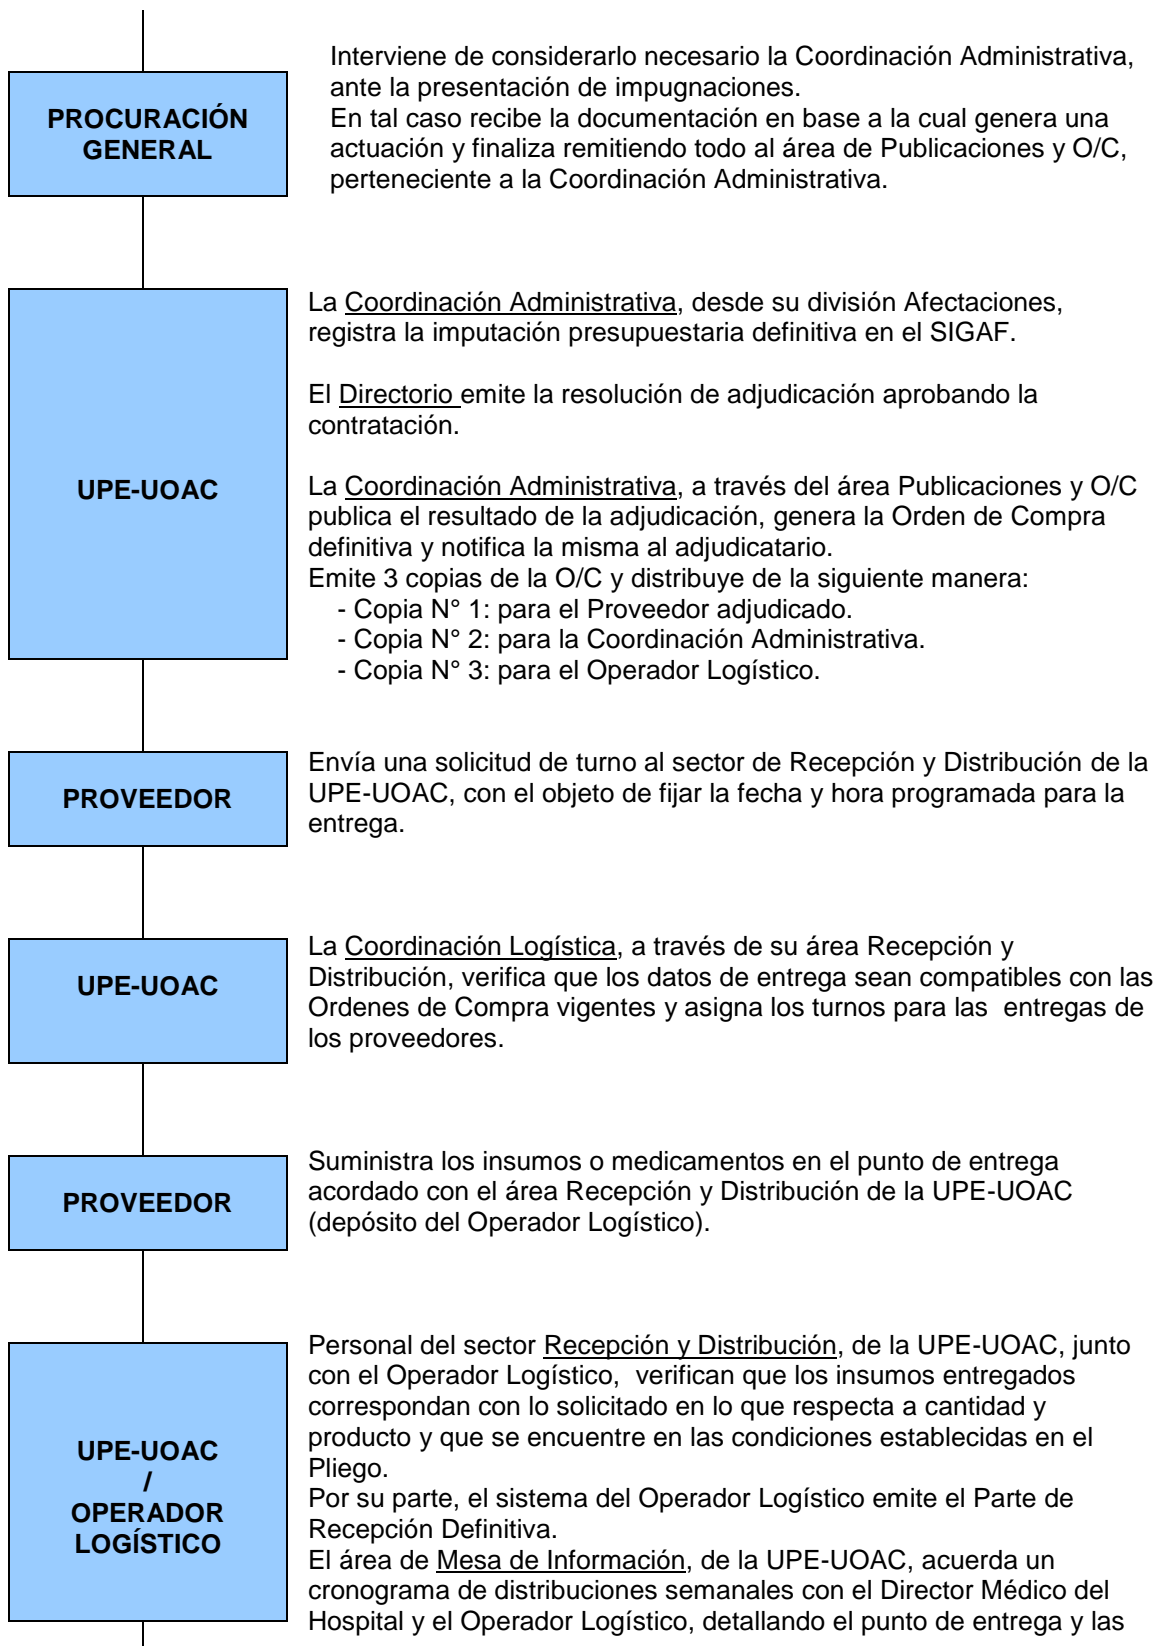 Interviene de considerarlo necesario la Coordinación Administrativa,
ante la presentación de impugnaciones.
En tal caso recibe la documentación en base a la cual genera una
actuación y finaliza remitiendo todo al área de Publicaciones y O/C,
perteneciente a la Coordinación Administrativa.
PROCURACIÓN
GENERAL
La Coordinación Administrativa, desde su división Afectaciones,
registra la imputación presupuestaria definitiva en el SIGAF.
El Directorio emite la resolución de adjudicación aprobando la
contratación.
La Coordinación Administrativa, a través del área Publicaciones y O/C
publica el resultado de la adjudicación, genera la Orden de Compra
definitiva y notifica la misma al adjudicatario.
Emite 3 copias de la O/C y distribuye de la siguiente manera:
- Copia N° 1: para el Proveedor adjudicado.
- Copia N° 2: para la Coordinación Administrativa.
- Copia N° 3: para el Operador Logístico.
UPE-UOAC
Envía una solicitud de turno al sector de Recepción y Distribución de la
UPE-UOAC, con el objeto de fijar la fecha y hora programada para la
entrega.
PROVEEDOR
La Coordinación Logística, a través de su área Recepción y
Distribución, verifica que los datos de entrega sean compatibles con las
Ordenes de Compra vigentes y asigna los turnos para las  entregas de
los proveedores.
UPE-UOAC
Suministra los insumos o medicamentos en el punto de entrega
acordado con el área Recepción y Distribución de la UPE-UOAC
(depósito del Operador Logístico).
PROVEEDOR
Personal del sector Recepción y Distribución, de la UPE-UOAC, junto
con el Operador Logístico,  verifican que los insumos entregados
correspondan con lo solicitado en lo que respecta a cantidad y
producto y que se encuentre en las condiciones establecidas en el
Pliego.
Por su parte, el sistema del Operador Logístico emite el Parte de
Recepción Definitiva.
El área de Mesa de Información, de la UPE-UOAC, acuerda un
cronograma de distribuciones semanales con el Director Médico del
Hospital y el Operador Logístico, detallando el punto de entrega y las
UPE-UOAC
/
OPERADOR
LOGÍSTICO